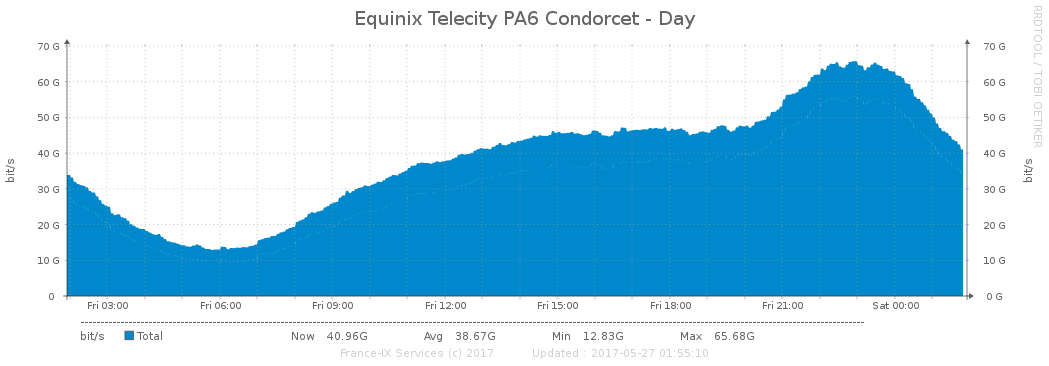 Equinix Telecity PA6 Condorcet - Day
RRDTOOL / TOBI OETIKER
bit/s
70 G 70 G
60 G 60 G
50 G 50 G
40 G 40 G
30 G 30 G
20 G 20 G
10 G 10 G
0 0 G
bit/s
Fri 03:00 Fri 06:00 Fri 09:00 Fri 12:00 Fri 15:00 Fri 18:00 Fri 21:00 Sat 00:00
bit/s Total Now 40.96G Avg 38.67G Min 12.83G Max 65.68G
France-IX Services (c) 2017 Updated : 2017-05-27 01:55:10